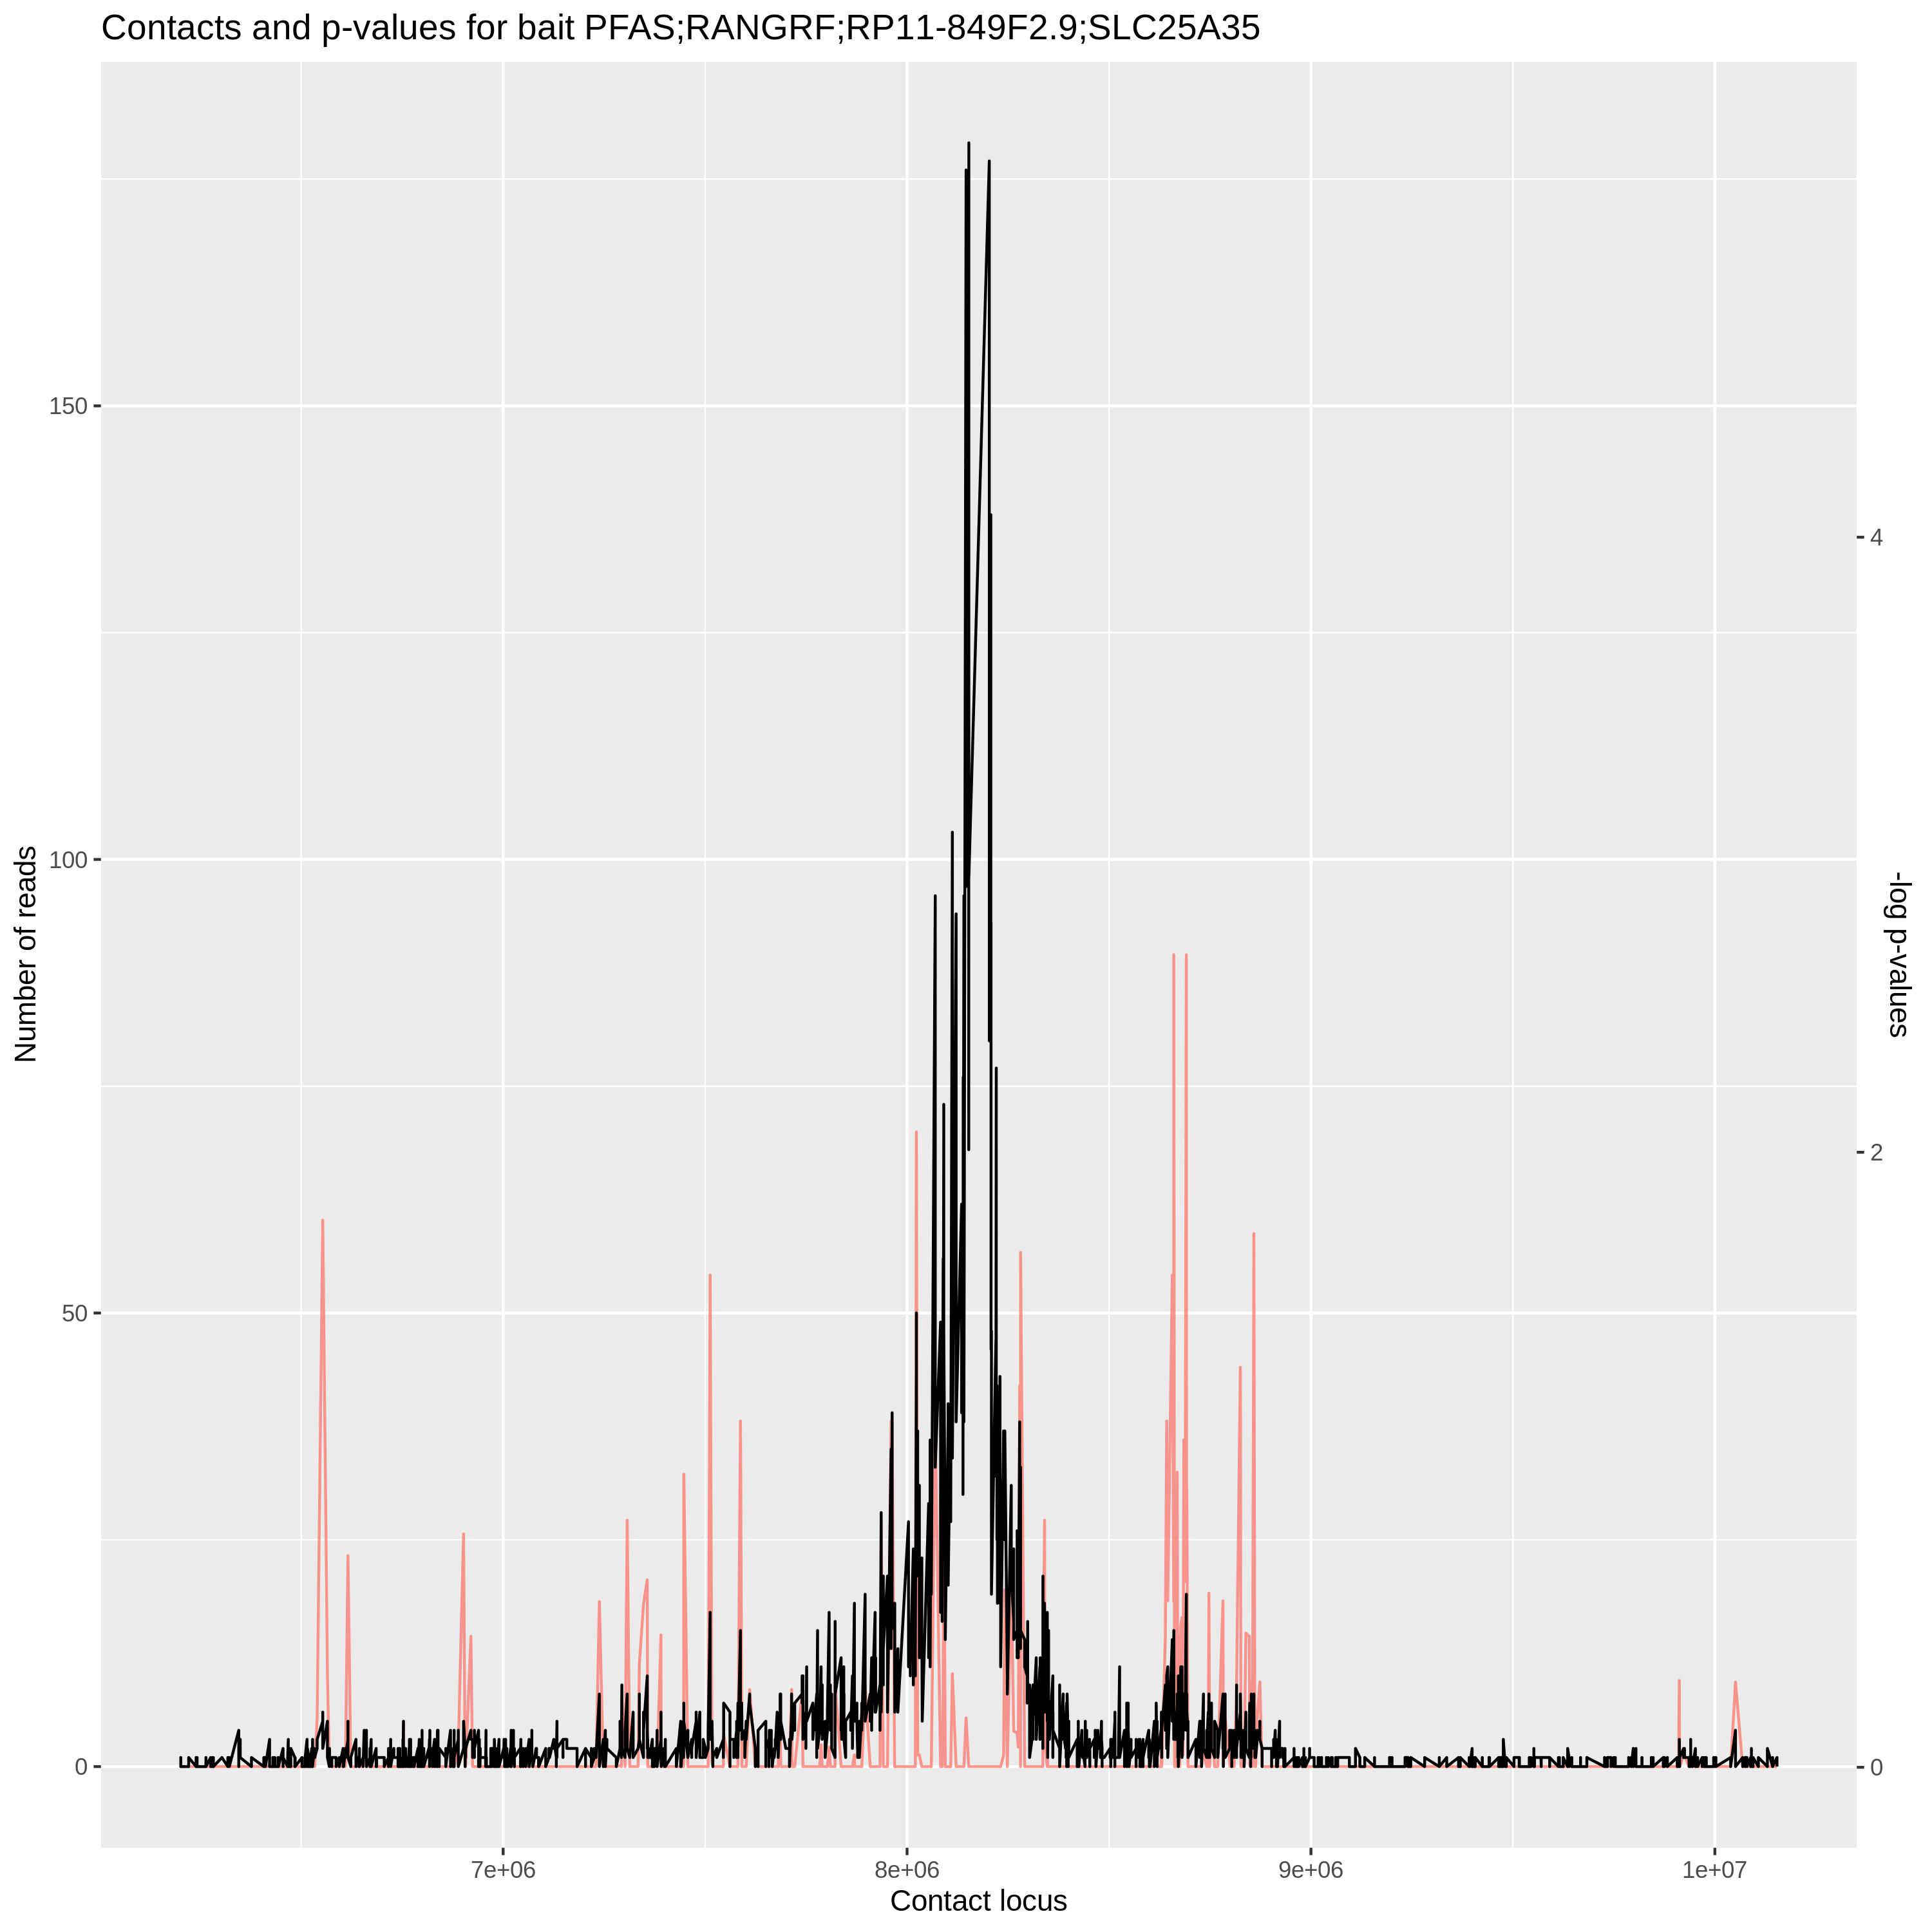 Contacts and p-values for bait PFAS;RANGRF;RP11-849F2.9;SLC25A35
150
100
50
0
Number of reads
4
2
0
-log p-values
7e+06
8e+06
9e+06
1e+07
Contact locus